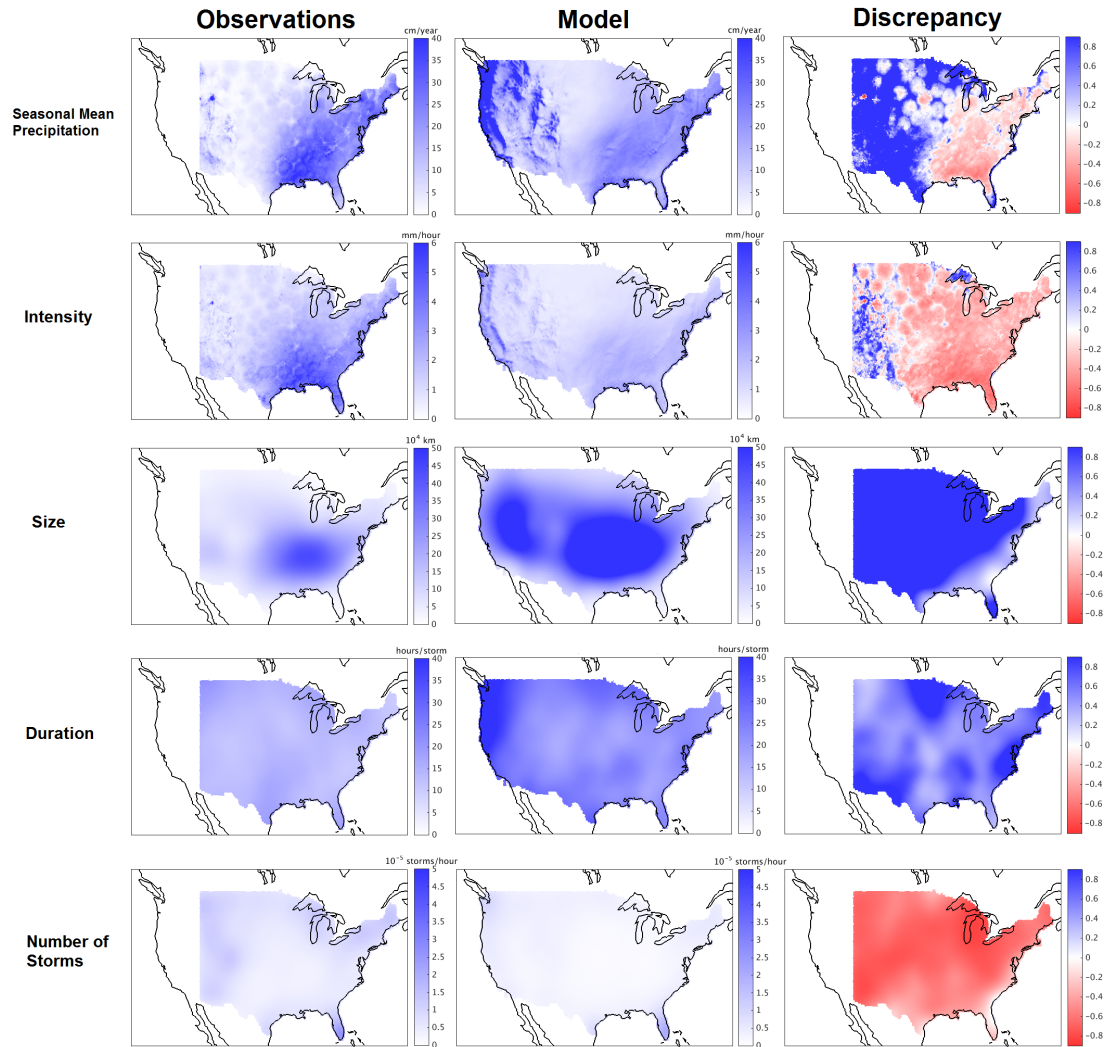 Observations Model Discrepancy
cm/year cm/year
Seasonal Mean
Precipitation
40 35 30 25 20 15 10 5 0
40 35 30 25 20 15 10 5 0
0.8 0.6 0.4 0.2 0 -0.2 -0.4 -0.6 -0.8
mm/hour mm/hour
Intensity
6 5 4 3 2 1 0
6 5 4 3 2 1 0
0.8 0.6 0.4 0.2 0 -0.2 -0.4 -0.6 -0.8
10⁴ km 10⁴ km
Size
50 45 40 35 30 25 20 15 10 5 0
50 45 40 35 30 25 20 15 10 5 0
0.8 0.6 0.4 0.2 0 -0.2 -0.4 -0.6 -0.8
hours/storm hours/storm
Duration
40 35 30 25 20 15 10 5 0
40 35 30 25 20 15 10 5 0
0.8 0.6 0.4 0.2 0 -0.2 -0.4 -0.6 -0.8
10⁻⁵ storms/hour 10⁻⁵ storms/hour
Number of
Storms
5 4.5 4 3.5 3 2.5 2 1.5 1 0.5 0
5 4.5 4 3.5 3 2.5 2 1.5 1 0.5 0
0.8 0.6 0.4 0.2 0 -0.2 -0.4 -0.6 -0.8